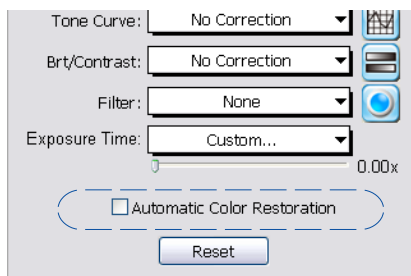 Tone Curve: No Correction
Brt/Contrast: No Correction
Filter: None
Exposure Time: Custom...
0.00x
Automatic Color Restoration
Reset